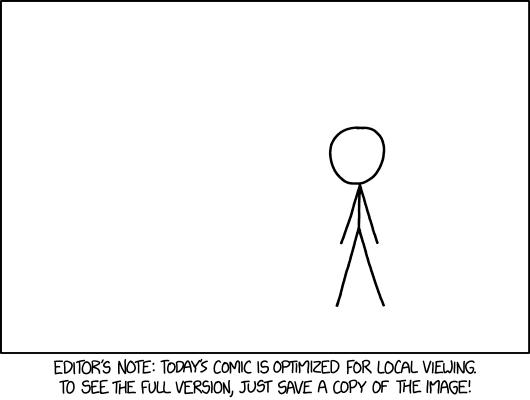 EDITOR'S NOTE: TODAY'S COMIC IS OPTIMIZED FOR LOCAL VIEWING.
TO SEE THE FULL VERSION, JUST SAVE A COPY OF THE IMAGE!